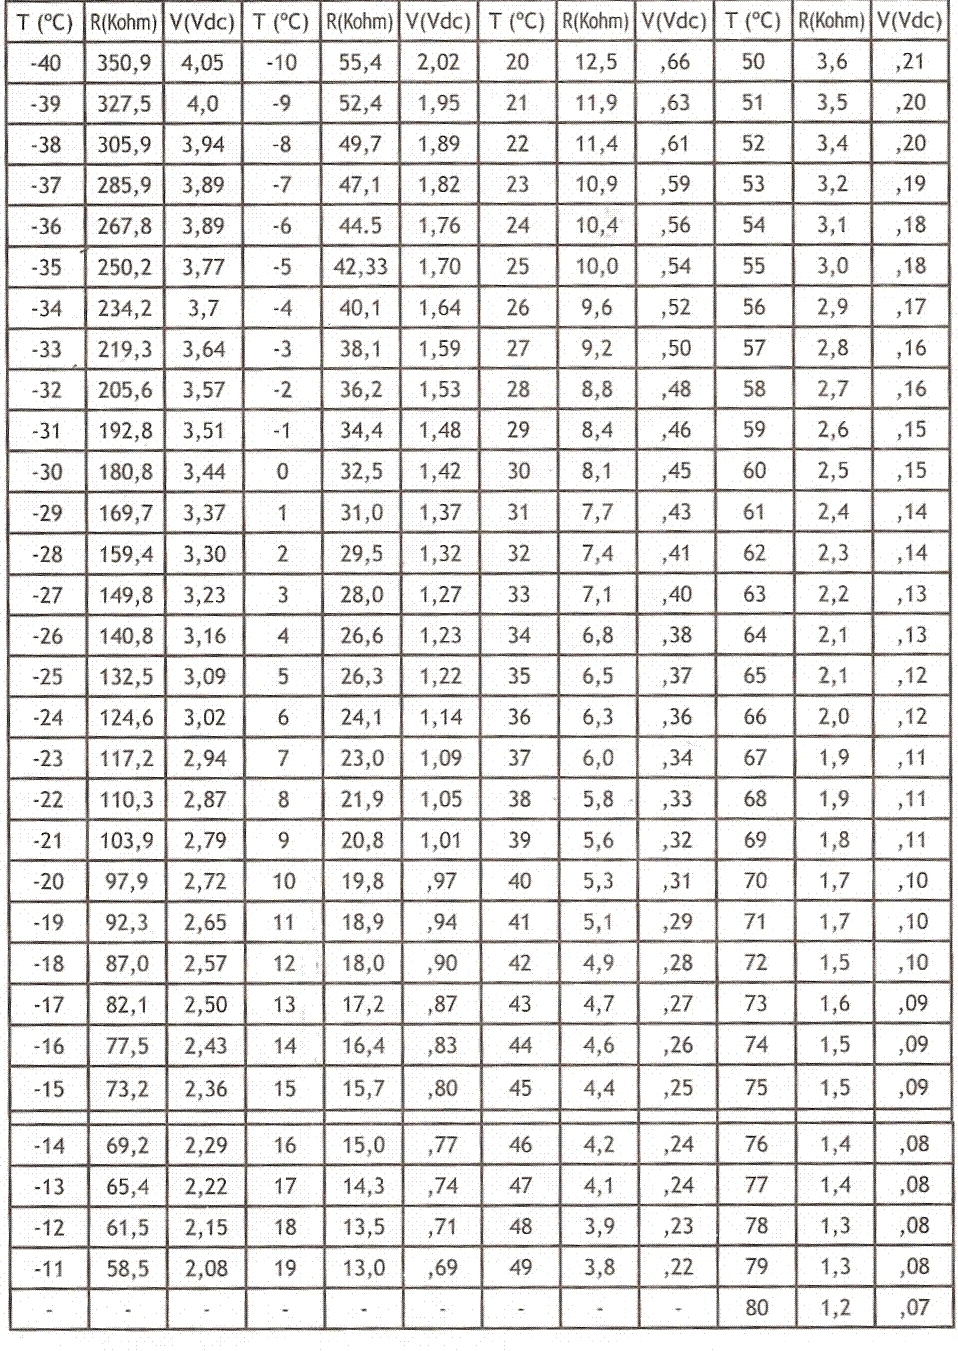 T (ºC) R(Kohm) V(Vdc) T (ºC) R(Kohm) V(Vdc) T (ºC) R(Kohm) V(Vdc) T (ºC) R(Kohm) V(Vdc)
-40 350,9 4,05 -10 55,4 2,02 20 12,5 ,66 50 3,6 ,21
-39 327,5 4,0 -9 52,4 1,95 21 11,9 ,63 51 3,5 ,20
-38 305,9 3,94 -8 49,7 1,89 22 11,4 ,61 52 3,4 ,20
-37 285,9 3,89 -7 47,1 1,82 23 10,9 ,59 53 3,2 ,19
-36 267,8 3,89 -6 44.5 1,76 24 10,4 ,56 54 3,1 ,18
-35 250,2 3,77 -5 42,33 1,70 25 10,0 ,54 55 3,0 ,18
-34 234,2 3,7 -4 40,1 1,64 26 9,6 ,52 56 2,9 ,17
-33 219,3 3,64 -3 38,1 1,59 27 9,2 ,50 57 2,8 ,16
-32 205,6 3,57 -2 36,2 1,53 28 8,8 ,48 58 2,7 ,16
-31 192,8 3,51 -1 34,4 1,48 29 8,4 ,46 59 2,6 ,15
-30 180,8 3,44 0 32,5 1,42 30 8,1 ,45 60 2,5 ,15
-29 169,7 3,37 1 31,0 1,37 31 7,7 ,43 61 2,4 ,14
-28 159,4 3,30 2 29,5 1,32 32 7,4 ,41 62 2,3 ,14
-27 149,8 3,23 3 28,0 1,27 33 7,1 ,40 63 2,2 ,13
-26 140,8 3,16 4 26,6 1,23 34 6,8 ,38 64 2,1 ,13
-25 132,5 3,09 5 26,3 1,22 35 6,5 ,37 65 2,1 ,12
-24 124,6 3,02 6 24,1 1,14 36 6,3 ,36 66 2,0 ,12
-23 117,2 2,94 7 23,0 1,09 37 6,0 ,34 67 1,9 ,11
-22 110,3 2,87 8 21,9 1,05 38 5,8 ,33 68 1,9 ,11
-21 103,9 2,79 9 20,8 1,01 39 5,6 ,32 69 1,8 ,11
-20 97,9 2,72 10 19,8 ,97 40 5,3 ,31 70 1,7 ,10
-19 92,3 2,65 11 18,9 ,94 41 5,1 ,29 71 1,7 ,10
-18 87,0 2,57 12 18,0 ,90 42 4,9 ,28 72 1,5 ,10
-17 82,1 2,50 13 17,2 ,87 43 4,7 ,27 73 1,6 ,09
-16 77,5 2,43 14 16,4 ,83 44 4,6 ,26 74 1,5 ,09
-15 73,2 2,36 15 15,7 ,80 45 4,4 ,25 75 1,5 ,09
-14 69,2 2,29 16 15,0 ,77 46 4,2 ,24 76 1,4 ,08
-13 65,4 2,22 17 14,3 ,74 47 4,1 ,24 77 1,4 ,08
-12 61,5 2,15 18 13,5 ,71 48 3,9 ,23 78 1,3 ,08
-11 58,5 2,08 19 13,0 ,69 49 3,8 ,22 79 1,3 ,08
- - - - - - - - - 80 1,2 ,07